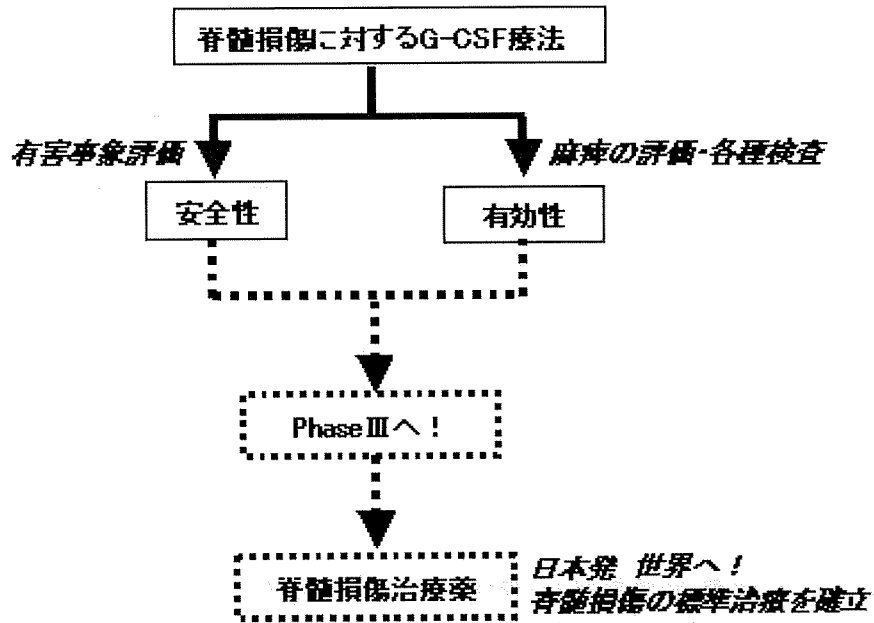 脊髄損傷に対するG-CSF療法
有害事象評価
麻痺の評価・各種検査
安全性
有効性
PhaseⅢへ！
脊髄損傷治療薬
日本発 世界へ！
脊髄損傷の標準治療を確立